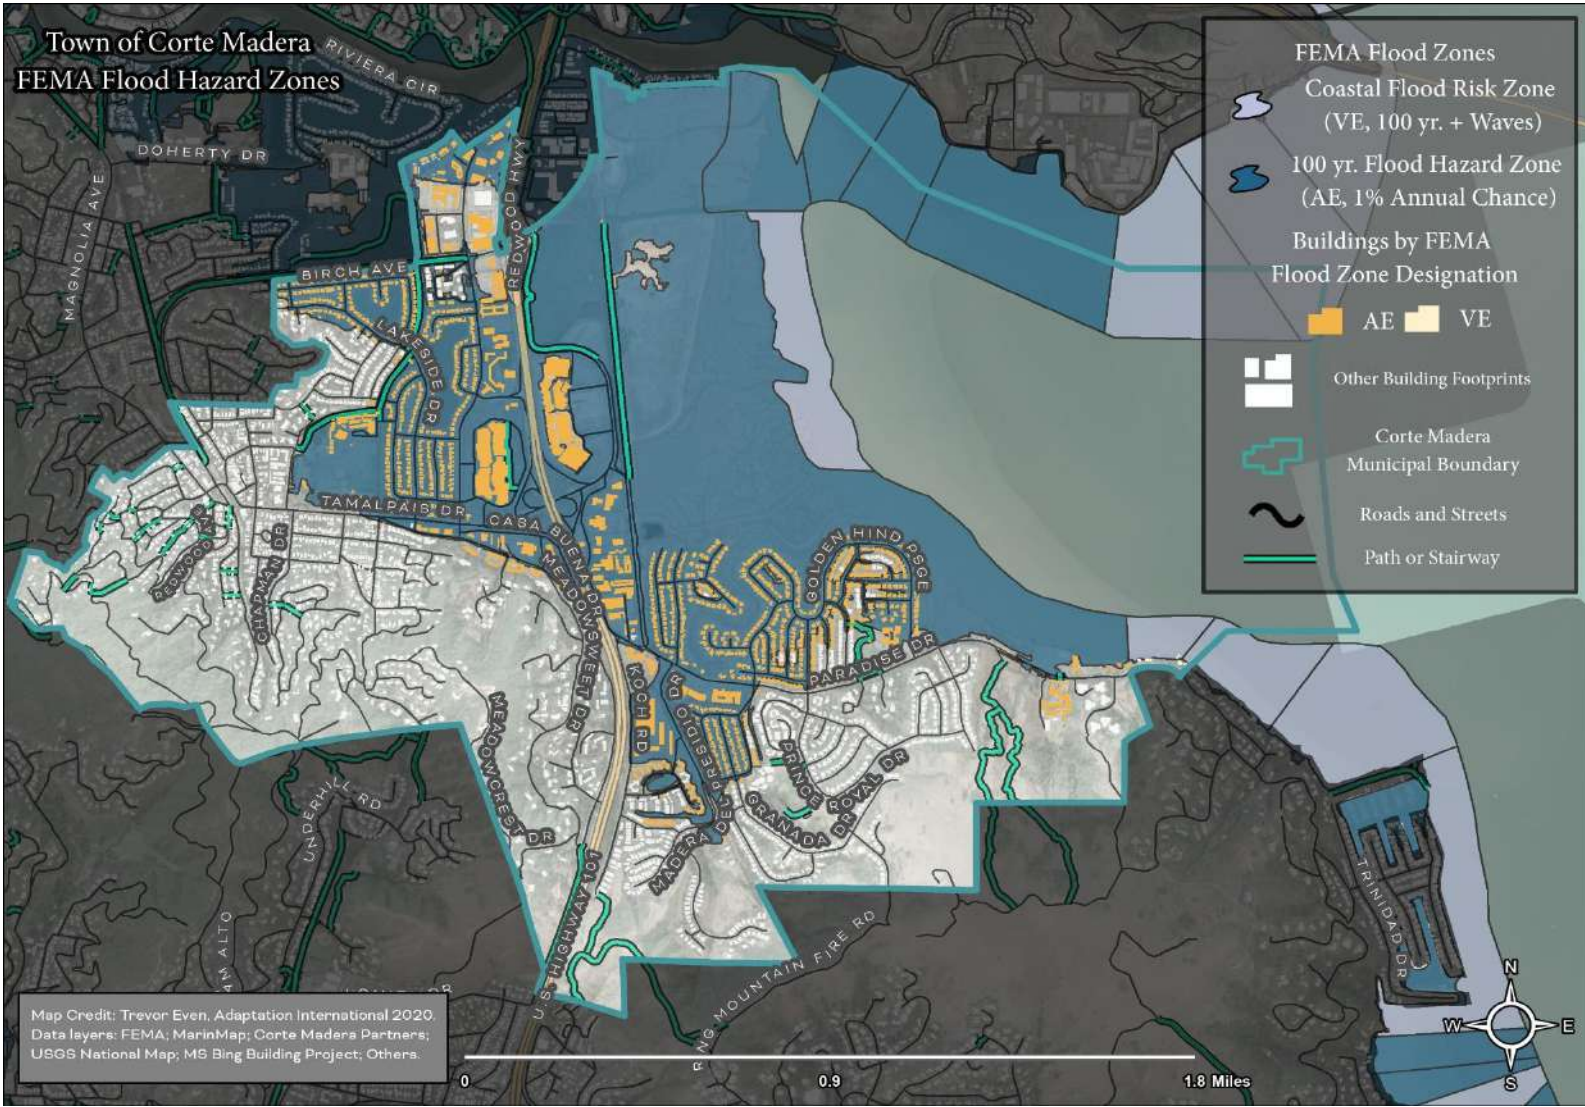 Town of Corte Madera
FEMA Flood Hazard Zones
RIVIERA CIR
DOHERTY DR
MAGNOLIA AVE
REDWOOD HWY
BIRCH AVE
LAKESIDE DR
TAMALPAIS DR
CASA BUENA DR
MEADOWSWEET DR
REDWOOD AVE
CHAPMAN DR
GOLDEN HIND PSGE
PARADISE DR
KOCH RD
MADERA DEL PRESIDIO DR
MEADOWCREST DR
PRINCE ROYAL DR
GRANADA DR
UNDERHILL RD
U.S. HIGHWAY 101
RING MOUNTAIN FIRE RD
TRINIDAD DR
AM ALTO
FEMA Flood Zones
Coastal Flood Risk Zone
(VE, 100 yr. + Waves)
100 yr. Flood Hazard Zone
(AE, 1% Annual Chance)
Buildings by FEMA
Flood Zone Designation
AE VE
Other Building Footprints
Corte Madera
Municipal Boundary
Roads and Streets
Path or Stairway
Map Credit: Trevor Even, Adaptation International 2020.
Data layers: FEMA; MarinMap; Corte Madera Partners;
USGS National Map; MS Bing Building Project; Others.
0 0.9 1.8 Miles
N
W E
S